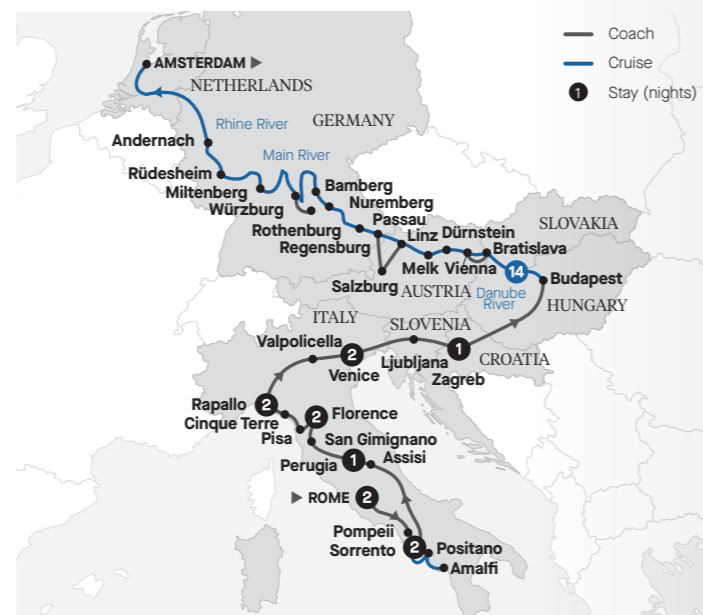 Coach
Cruise
1 Stay (nights)
AMSTERDAM
NETHERLANDS
Rhine River
GERMANY
Andernach
Main River
Rüdesheim
Miltenberg
Würzburg
Bamberg
Nuremberg
Rothenburg
Passau
Regensburg
Linz
Dürnstein
SLOVAKIA
Bratislava
Melk
Vienna
14
Budapest
Salzburg
AUSTRIA
Danube
River
HUNGARY
ITALY
SLOVENIA
Valpolicella
2
Venice
Ljubljana
1
Zagreb
CROATIA
Rapallo
2
Cinque Terre
Pisa
2
Florence
San Gimignano
Assisi
Perugia
1
ROME
2
Pompeii
Sorrento
2
Positano
Amalfi